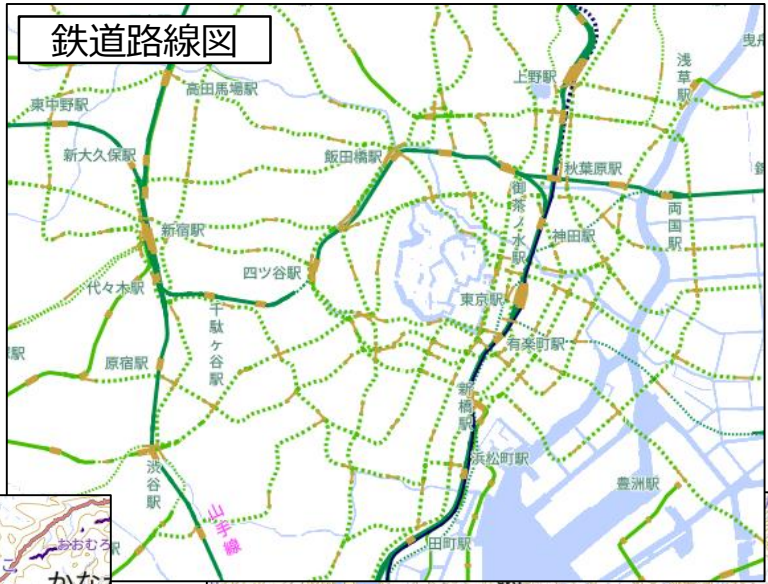 鉄道路線図
上野駅
浅草駅
高田馬場駅
東中野駅
新大久保駅
飯田橋駅
秋葉原駅
御茶ノ水駅
両国駅
新宿駅
神田駅
四ツ谷駅
代々木駅
東京駅
千駄ヶ谷駅
有楽町駅
原宿駅
新橋駅
浜松町駅
渋谷駅
豊洲駅
山手線
田町駅
おおむろ